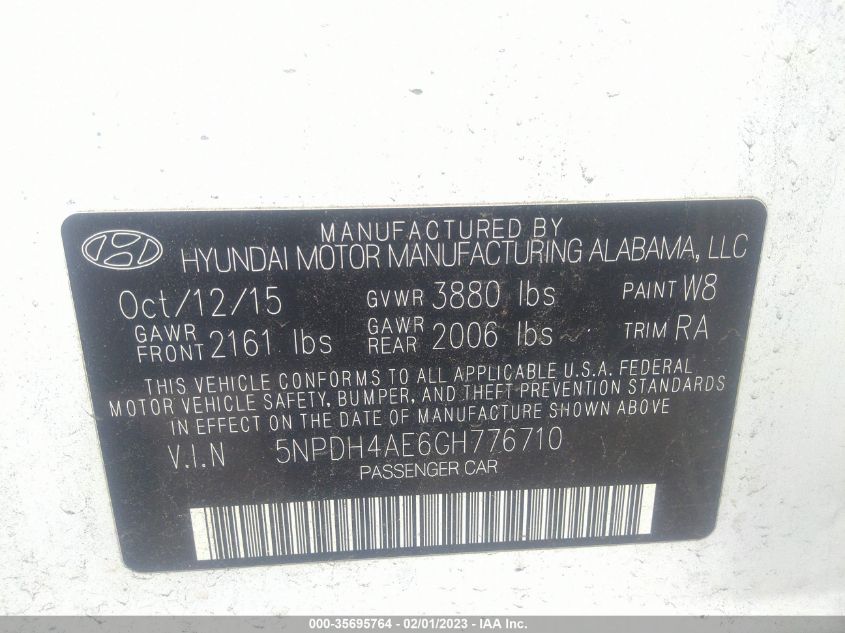 MANUFACTURED BY
HYUNDAI MOTOR MANUFACTURING ALABAMA, LLC
Oct/12/15 GVWR 3880 lbs PAINT W8
GAWR FRONT 2161 lbs GAWR REAR 2006 lbs TRIM RA
THIS VEHICLE CONFORMS TO ALL APPLICABLE U.S.A. FEDERAL
MOTOR VEHICLE SAFETY, BUMPER, AND THEFT PREVENTION STANDARDS
IN EFFECT ON THE DATE OF MANUFACTURE SHOWN ABOVE
V.I.N 5NPDH4AE6GH776710
PASSENGER CAR
000-35695764 - 02/01/2023 - IAA Inc.